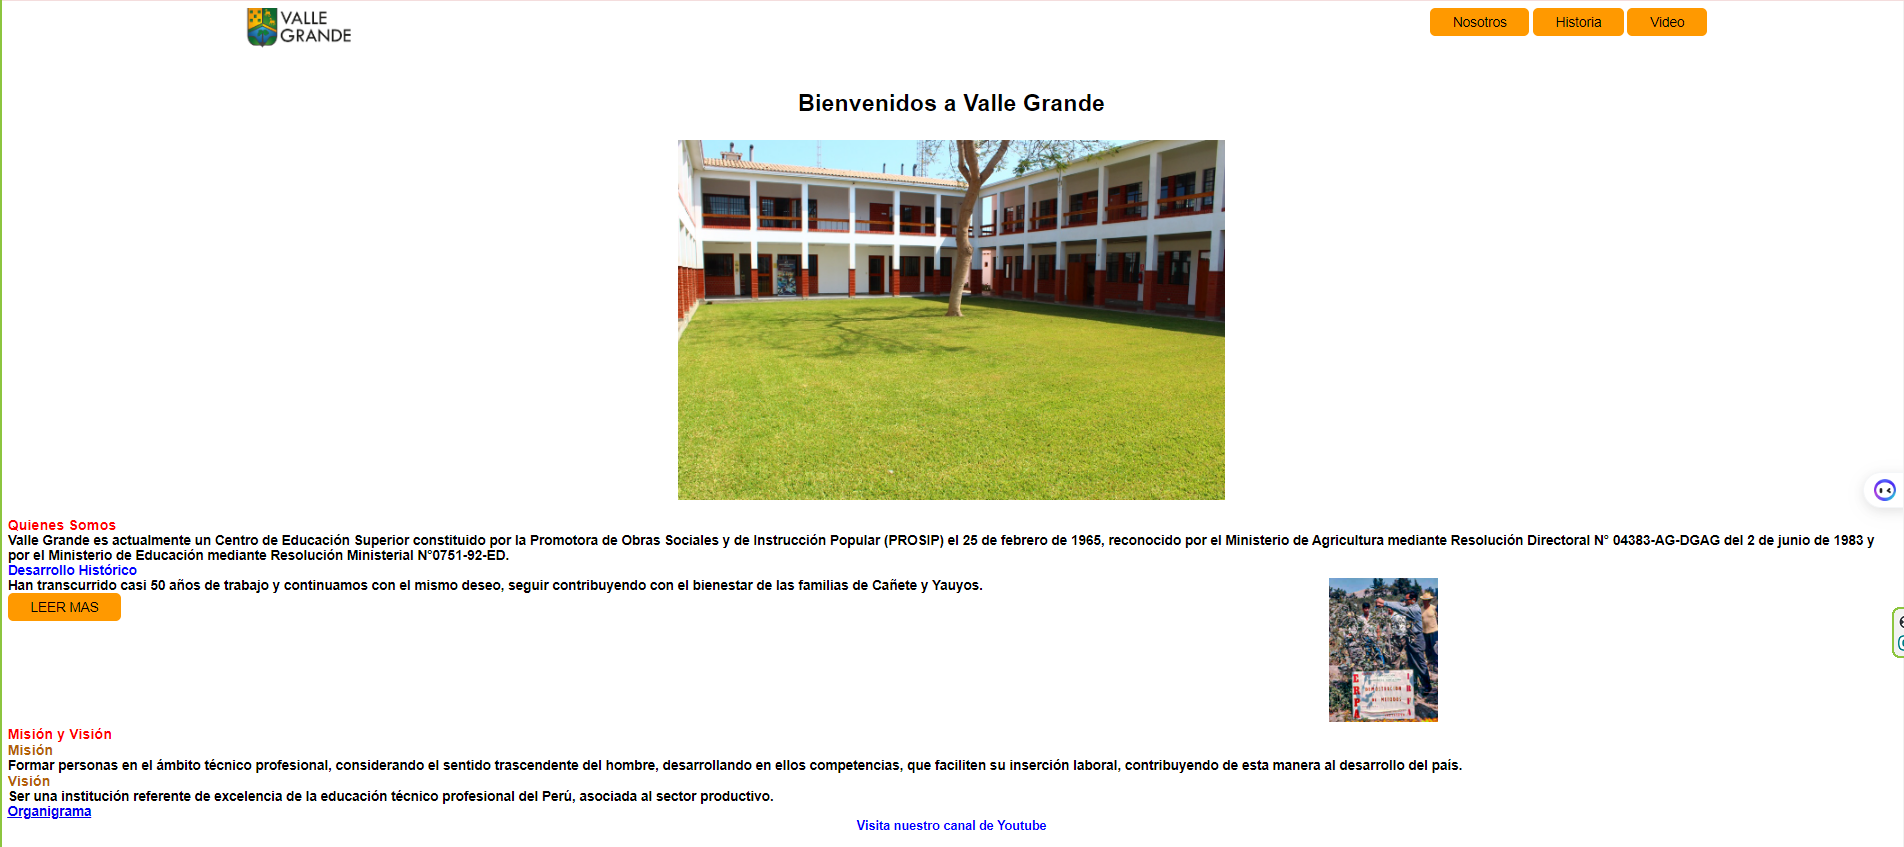 VALLE
GRANDE
Nosotros
Historia
Video
Bienvenidos a Valle Grande
Quienes Somos
Valle Grande es actualmente un Centro de Educación Superior constituido por la Promotora de Obras Sociales y de Instrucción Popular (PROSIP) el 25 de febrero de 1965, reconocido por el Ministerio de Agricultura mediante Resolución Directoral N° 04383-AG-DGAG del 2 de junio de 1983 y
por el Ministerio de Educación mediante Resolución Ministerial N°0751-92-ED.
Desarrollo Histórico
Han transcurrido casi 50 años de trabajo y continuamos con el mismo deseo, seguir contribuyendo con el bienestar de las familias de Cañete y Yauyos.
LEER MAS
Misión y Visión
Misión
Formar personas en el ámbito técnico profesional, considerando el sentido trascendente del hombre, desarrollando en ellos competencias, que faciliten su inserción laboral, contribuyendo de esta manera al desarrollo del país.
Visión
Ser una institución referente de excelencia de la educación técnico profesional del Perú, asociada al sector productivo.
Organigrama
Visita nuestro canal de Youtube